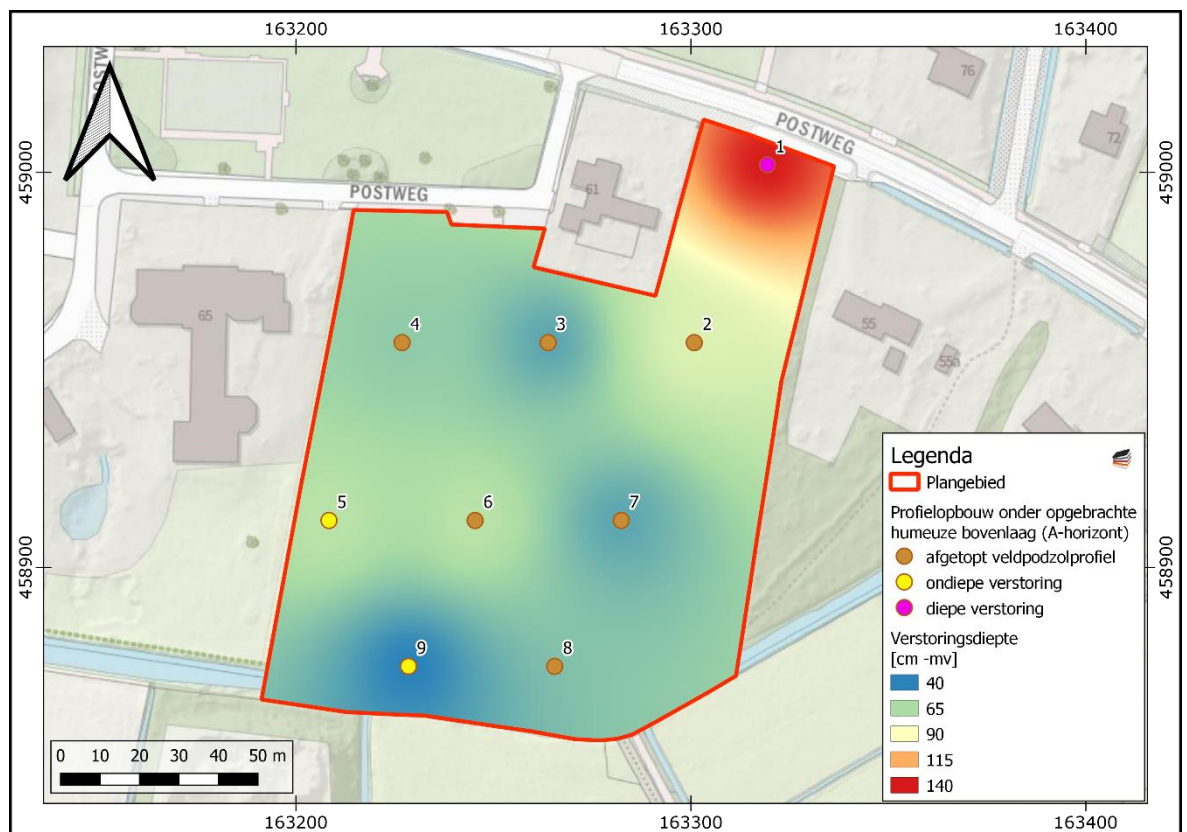 163200 163300 163400
POSTWEG
76
POSTWEG
72
459000 459000
1
POSTWEG
61
4
3
2
55
65
55a
5
6
7
458900 458900
9
8
Legenda
Plangebied
Profielopbouw onder opgebrachte
humeuze bovenlaag (A-horizont)
afgetopt veldpodzolprofiel
ondiepe verstoring
diepe verstoring
Verstoringsdiepte
[cm -mv]
40
65
90
115
140
0 10 20 30 40 50 m
163200 163300 163400